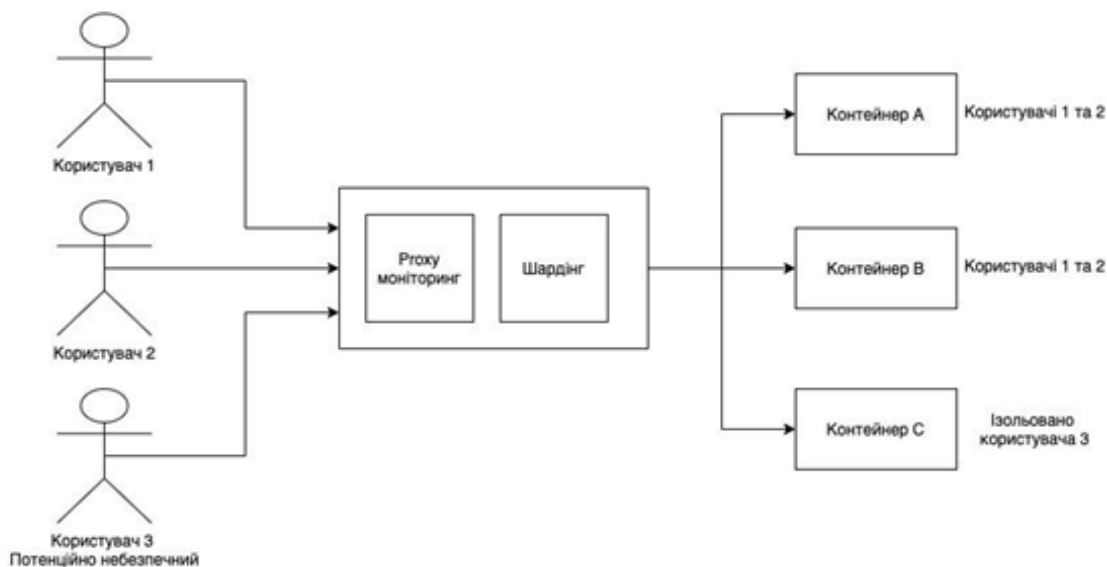 Користувач 1
Користувач 2
Користувач 3
Потенційно небезпечний
Proxy
моніторинг
Шардінг
Контейнер А
Користувачі 1 та 2
Контейнер В
Користувачі 1 та 2
Контейнер С
Ізольовано
користувача 3